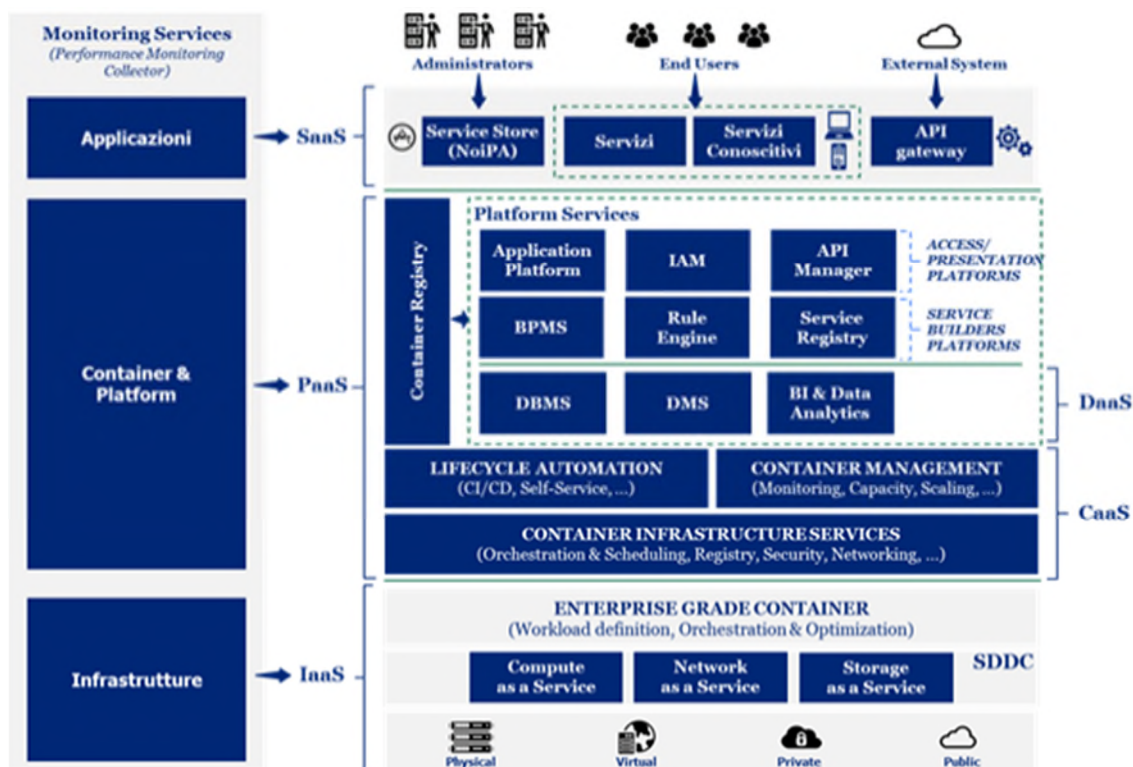 Monitoring Services
(Performance Monitoring
Collector)
Applicazioni
Container &
Platform
Infrastrutture
SaaS
PaaS
IaaS
Administrators
End Users
External System
Service Store
(NoiPA)
Servizi
Servizi
Conoscitivi
API
gateway
Container Registry
Platform Services
Application
Platform
IAM
API
Manager
ACCESS/
PRESENTATION
PLATFORMS
BPMS
Rule
Engine
Service
Registry
SERVICE
BUILDERS
PLATFORMS
DBMS
DMS
BI & Data
Analytics
DaaS
LIFECYCLE AUTOMATION
(CI/CD, Self-Service, ...)
CONTAINER MANAGEMENT
(Monitoring, Capacity, Scaling, ...)
CONTAINER INFRASTRUCTURE SERVICES
(Orchestration & Scheduling, Registry, Security, Networking, ...)
CaaS
ENTERPRISE GRADE CONTAINER
(Workload definition, Orchestration & Optimization)
Compute
as a Service
Network
as a Service
Storage
as a Service
SDDC
Physical
Virtual
Private
Public